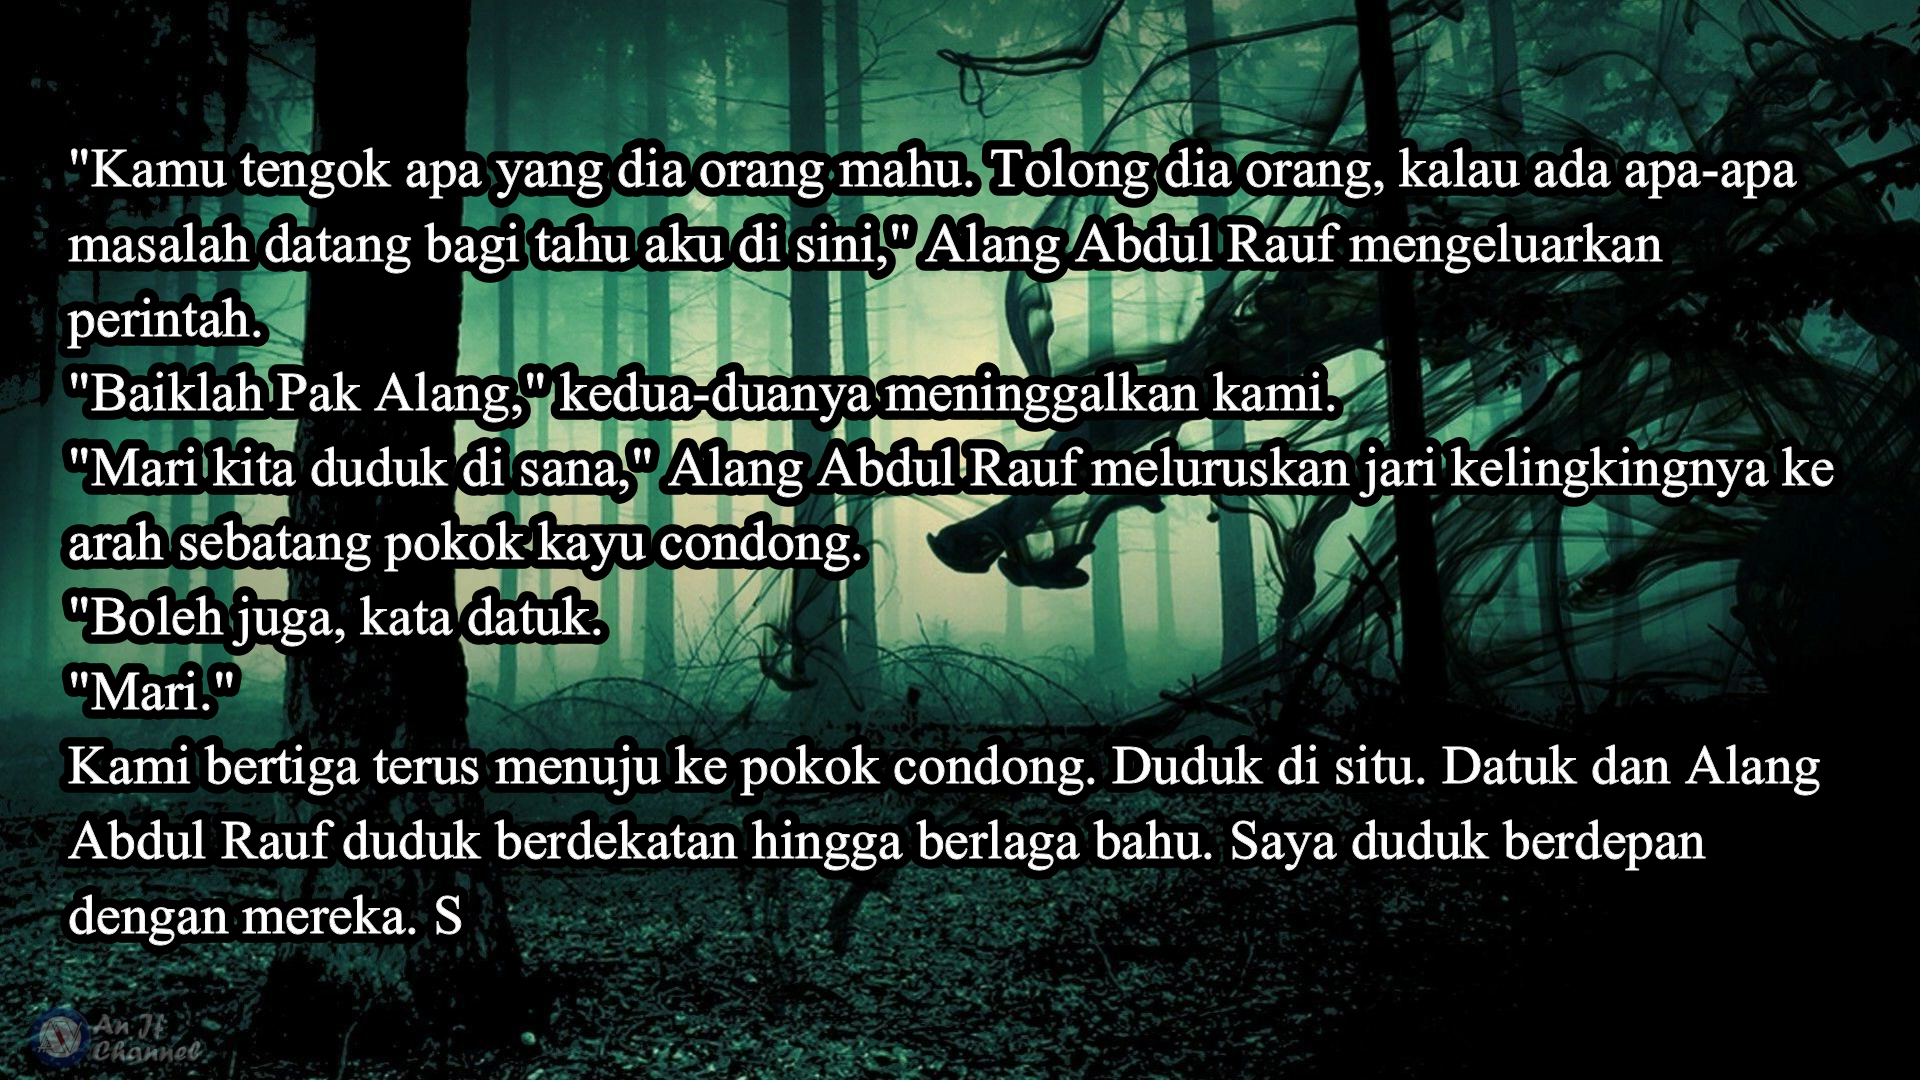 "Kamu tengok apa yang dia orang mahu. Tolong dia orang, kalau ada apa-apa
masalah datang bagi tahu aku di sini," Alang Abdul Rauf mengeluarkan
perintah.
"Baiklah Pak Alang," kedua-duanya meninggalkan kami.
"Mari kita duduk di sana," Alang Abdul Rauf meluruskan jari kelingkingnya ke
arah sebatang pokok kayu condong.
"Boleh juga, kata datuk.
"Mari."
Kami bertiga terus menuju ke pokok condong. Duduk di situ. Datuk dan Alang
Abdul Rauf duduk berdekatan hingga berlaga bahu. Saya duduk berdepan
dengan mereka. S
An It
Channel